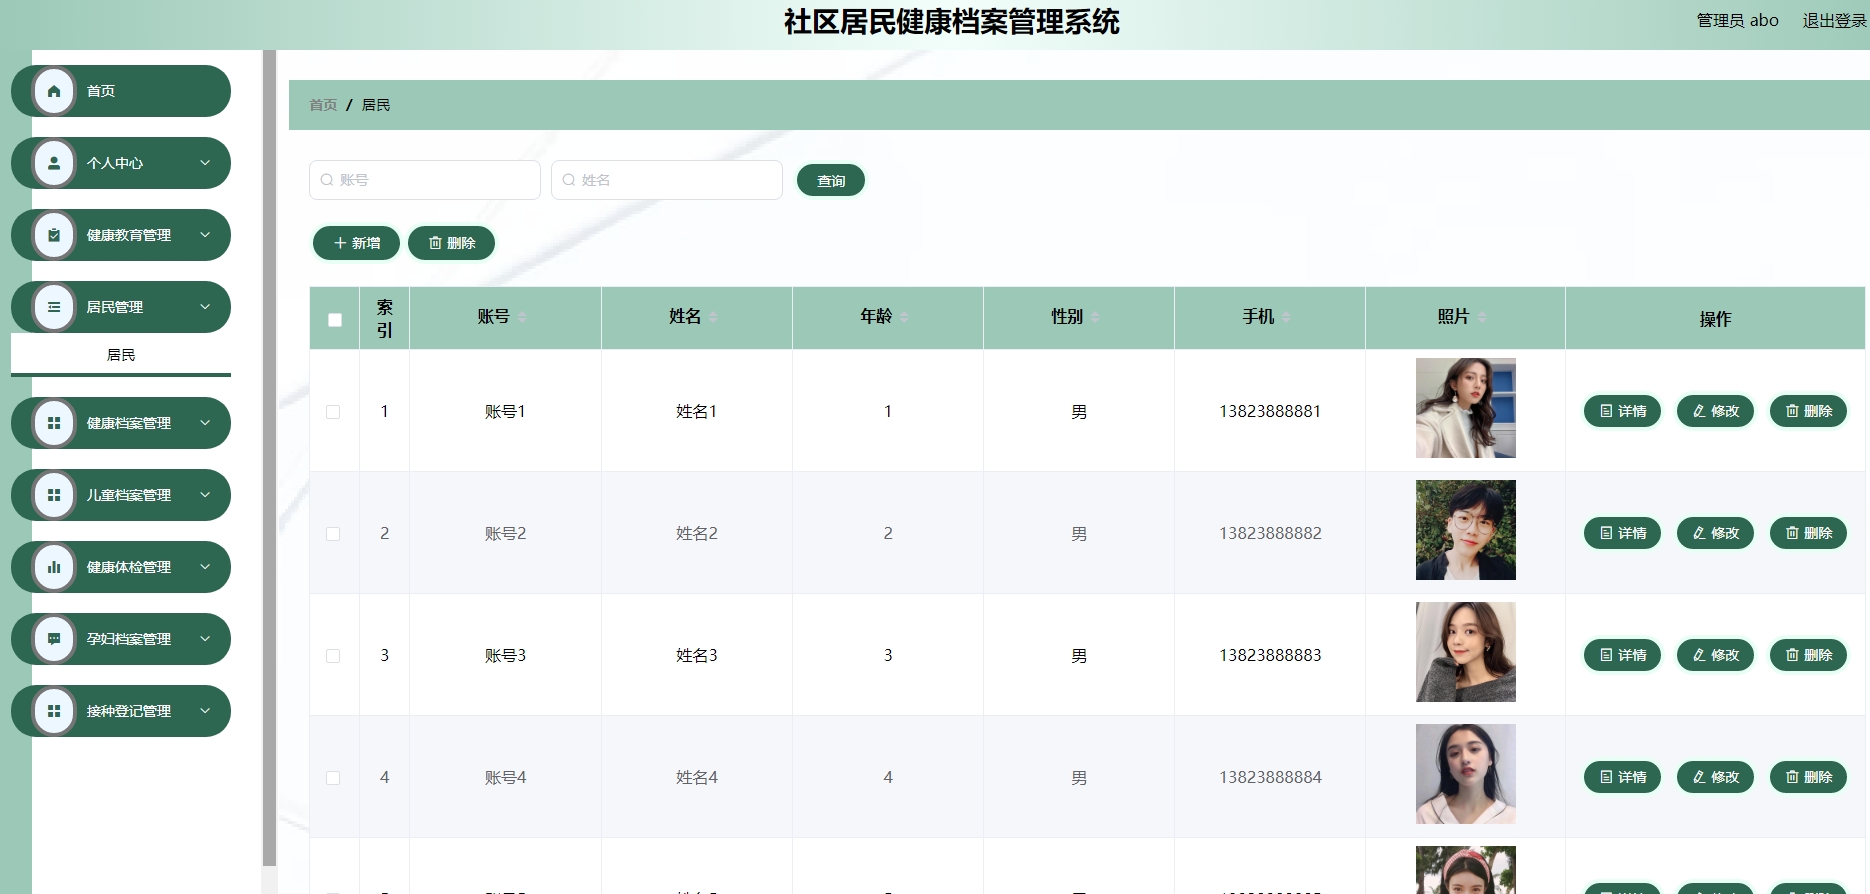 社区居民健康档案管理系统
管理员 abo 退出登录
首页
个人中心
健康教育管理
居民管理
居民
健康档案管理
儿童档案管理
健康体检管理
孕妇档案管理
接种登记管理
首页 / 居民
账号 姓名 查询
新增 删除
索引 账号 姓名 年龄 性别 手机 照片 操作
1 账号1 姓名1 1 男 13823888881 详情 修改 删除
2 账号2 姓名2 2 男 13823888882 详情 修改 删除
3 账号3 姓名3 3 男 13823888883 详情 修改 删除
4 账号4 姓名4 4 男 13823888884 详情 修改 删除